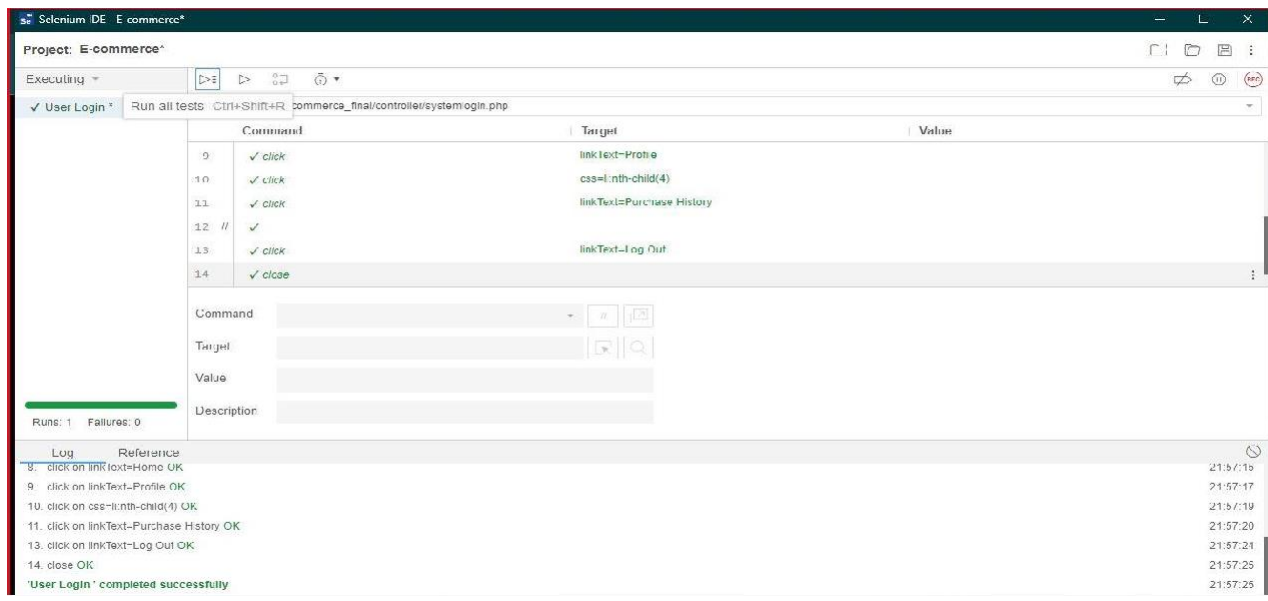 Selenium IDE - E-commerce*
Project: E-commerce*
Executing
✓ User Login *
Run all tests Ctrl+Shift+R
commerce_final/controller/systemlogin.php
Command Target Value
9 ✓ click linkText=Profile
10 ✓ click css=li:nth-child(4)
11 ✓ click linkText=Purchase History
12 // ✓
13 ✓ click linkText=Log Out
14 ✓ close
Command
//
Target
Value
Description
Runs: 1 Failures: 0
Log Reference
8. click on linkText=Home OK 21:57:15
9. click on linkText=Profile OK 21:57:17
10. click on css=li:nth-child(4) OK 21:57:19
11. click on linkText=Purchase History OK 21:57:20
13. click on linkText=Log Out OK 21:57:21
14. close OK 21:57:25
'User Login ' completed successfully 21:57:25